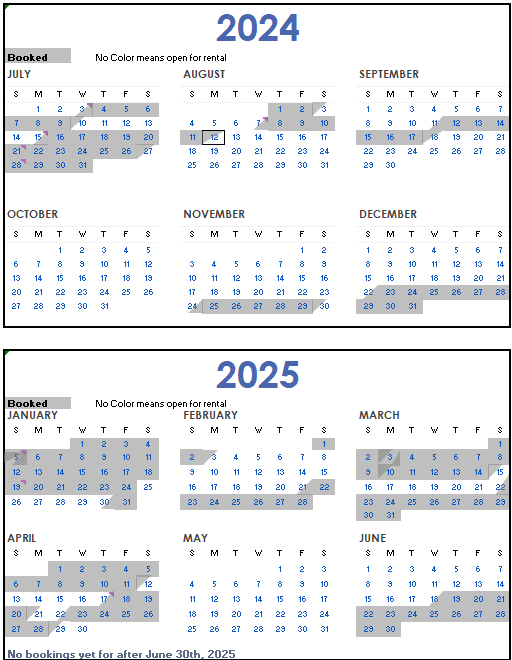 2024
Booked No Color means open for rental
JULY AUGUST SEPTEMBER
S M T W T F S S M T W T F S S M T W T F S
1 2 3 4 5 6 1 2 3 1 2 3 4 5 6 7
7 8 9 10 11 12 13 4 5 6 7 8 9 10 8 9 10 11 12 13 14
14 15 16 17 18 19 20 11 12 13 14 15 16 17 15 16 17 18 19 20 21
21 22 23 24 25 26 27 18 19 20 21 22 23 24 22 23 24 25 26 27 28
28 29 30 31 25 26 27 28 29 30 31 29 30
OCTOBER NOVEMBER DECEMBER
S M T W T F S S M T W T F S S M T W T F S
1 2 3 4 5 1 2 1 2 3 4 5 6 7
6 7 8 9 10 11 12 3 4 5 6 7 8 9 8 9 10 11 12 13 14
13 14 15 16 17 18 19 10 11 12 13 14 15 16 15 16 17 18 19 20 21
20 21 22 23 24 25 26 17 18 19 20 21 22 23 22 23 24 25 26 27 28
27 28 29 30 31 24 25 26 27 28 29 30 29 30 31
2025
Booked No Color means open for rental
JANUARY FEBRUARY MARCH
S M T W T F S S M T W T F S S M T W T F S
1 2 3 4 1 1
5 6 7 8 9 10 11 2 3 4 5 6 7 8 2 3 4 5 6 7 8
12 13 14 15 16 17 18 9 10 11 12 13 14 15 9 10 11 12 13 14 15
19 20 21 22 23 24 25 16 17 18 19 20 21 22 16 17 18 19 20 21 22
26 27 28 29 30 31 23 24 25 26 27 28 23 24 25 26 27 28 29
30 31
APRIL MAY JUNE
S M T W T F S S M T W T F S S M T W T F S
1 2 3 4 5 1 2 3 1 2 3 4 5 6 7
6 7 8 9 10 11 12 4 5 6 7 8 9 10 8 9 10 11 12 13 14
13 14 15 16 17 18 19 11 12 13 14 15 16 17 15 16 17 18 19 20 21
20 21 22 23 24 25 26 18 19 20 21 22 23 24 22 23 24 25 26 27 28
27 28 29 30 25 26 27 28 29 30 31 29 30
No bookings yet for after June 30th, 2025